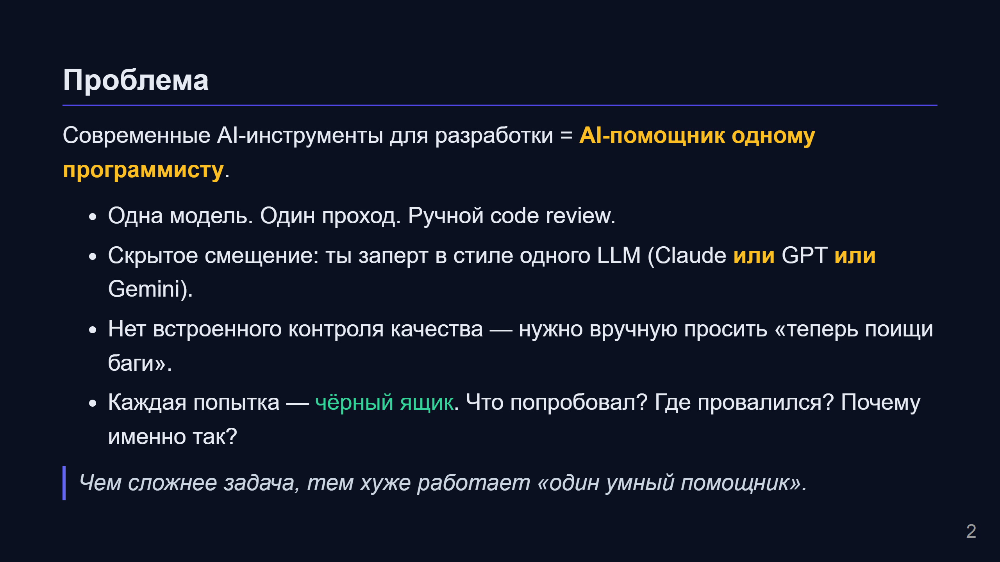 Проблема
Современные AI-инструменты для разработки = AI-помощник одному
программисту.
• Одна модель. Один проход. Ручной code review.
• Скрытое смещение: ты заперт в стиле одного LLM (Claude или GPT или
Gemini).
• Нет встроенного контроля качества — нужно вручную просить «теперь поищи
баги».
• Каждая попытка — чёрный ящик. Что попробовал? Где провалился? Почему
именно так?
Чем сложнее задача, тем хуже работает «один умный помощник».
2